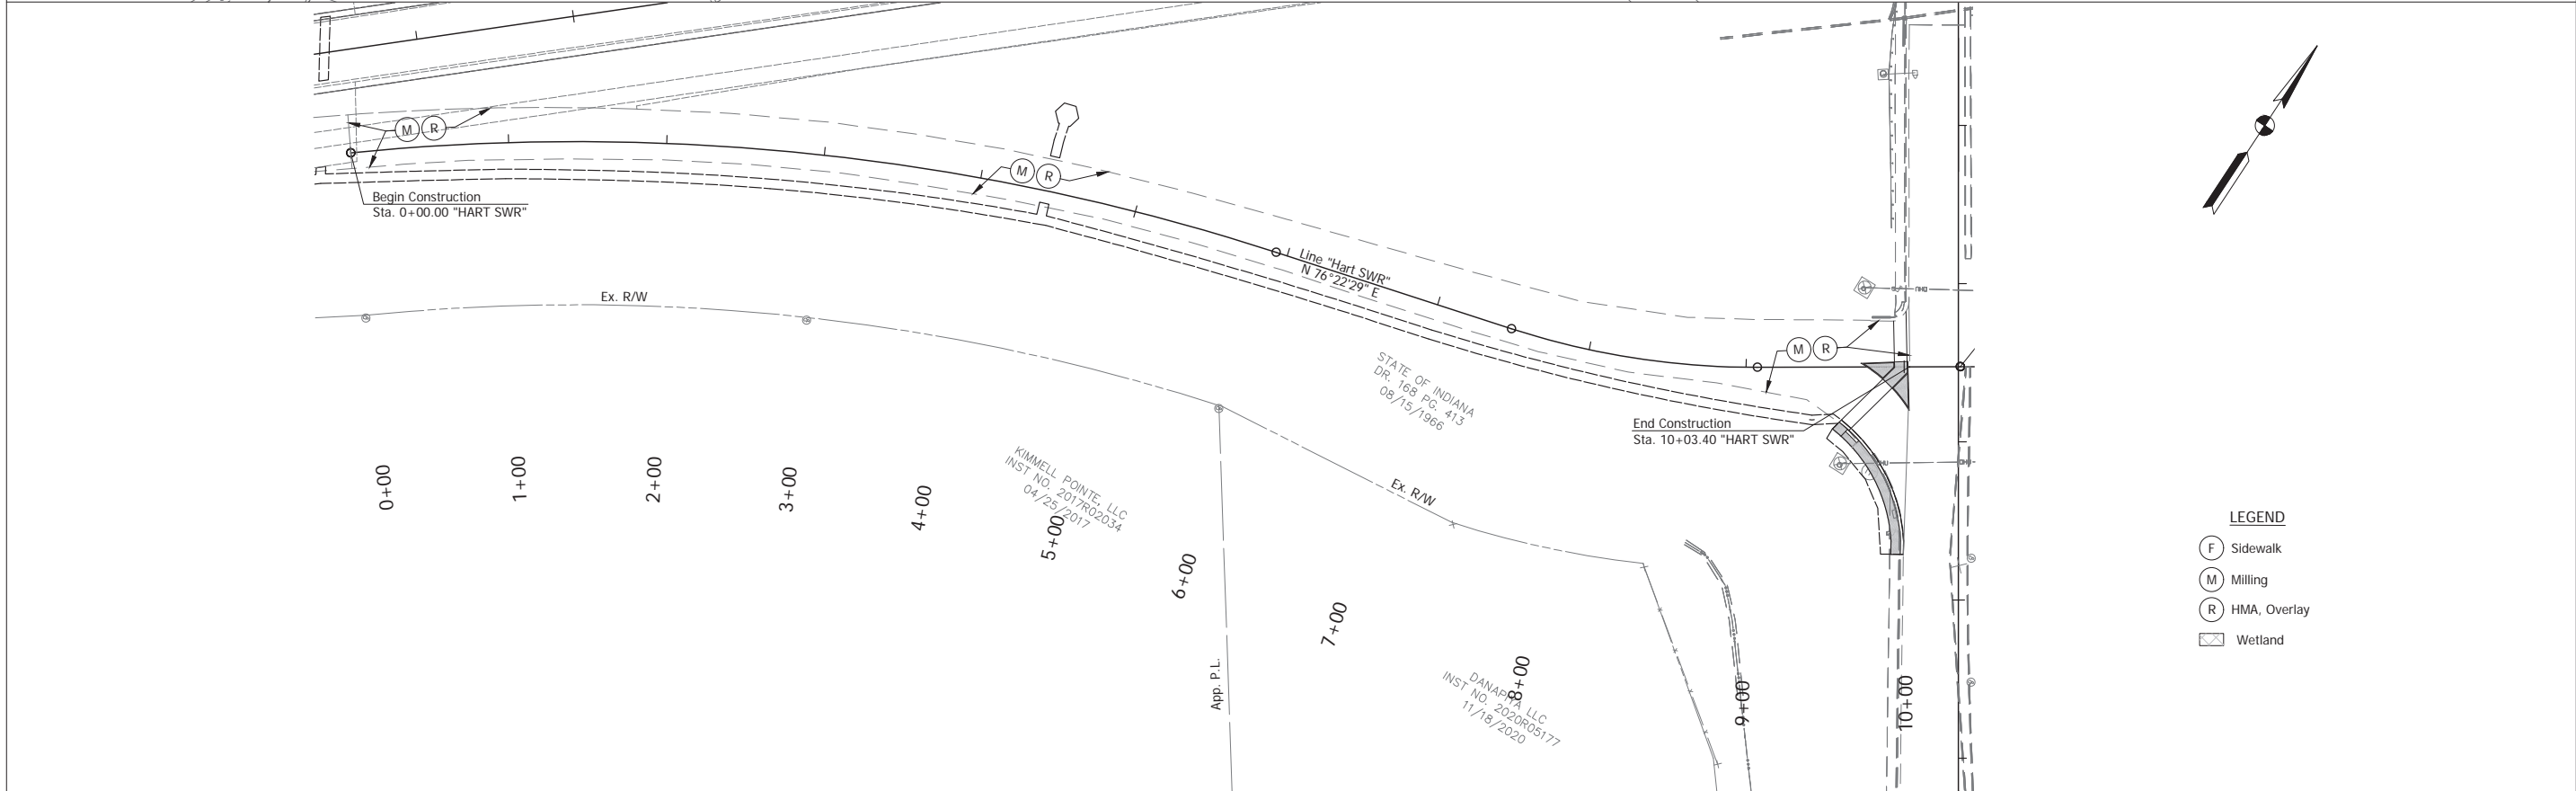 M R
Begin Construction
Sta. 0+00.00 "HART SWR"
M R
Ex. R/W
Line "Hart SWR"
N 76°22'29" E
M R
STATE OF INDIANA
DR. 168 PG. 413
08/15/1966
End Construction
Sta. 10+03.40 "HART SWR"
KIMMELL POINTE, LLC
INST NO. 2017R02034
04/25/2017
Ex. R/W
0+00
1+00
2+00
3+00
4+00
5+00
6+00
7+00
8+00
9+00
10+00
App. P.L.
LLC
INST NO. 2020R05177
11/18/2020
LEGEND
F Sidewalk
M Milling
R HMA, Overlay
Wetland